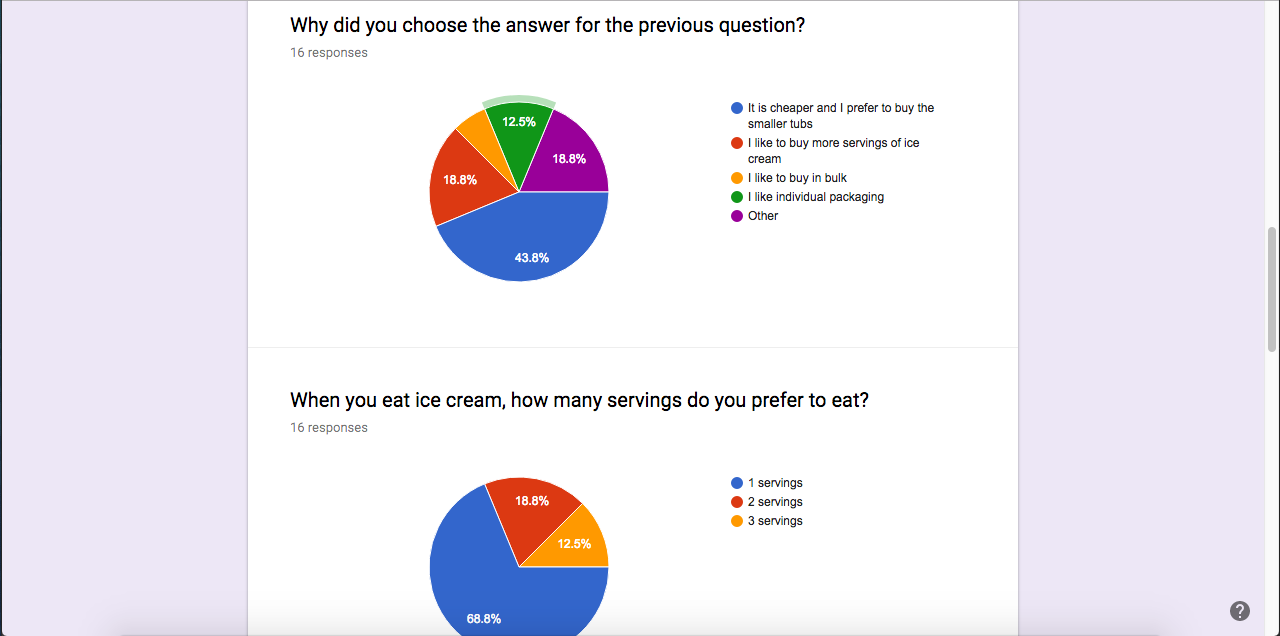 Why did you choose the answer for the previous question?
16 responses
12.5%
18.8%
18.8%
43.8%
It is cheaper and I prefer to buy the
smaller tubs
I like to buy more servings of ice
cream
I like to buy in bulk
I like individual packaging
Other
When you eat ice cream, how many servings do you prefer to eat?
16 responses
18.8%
12.5%
68.8%
1 servings
2 servings
3 servings
?